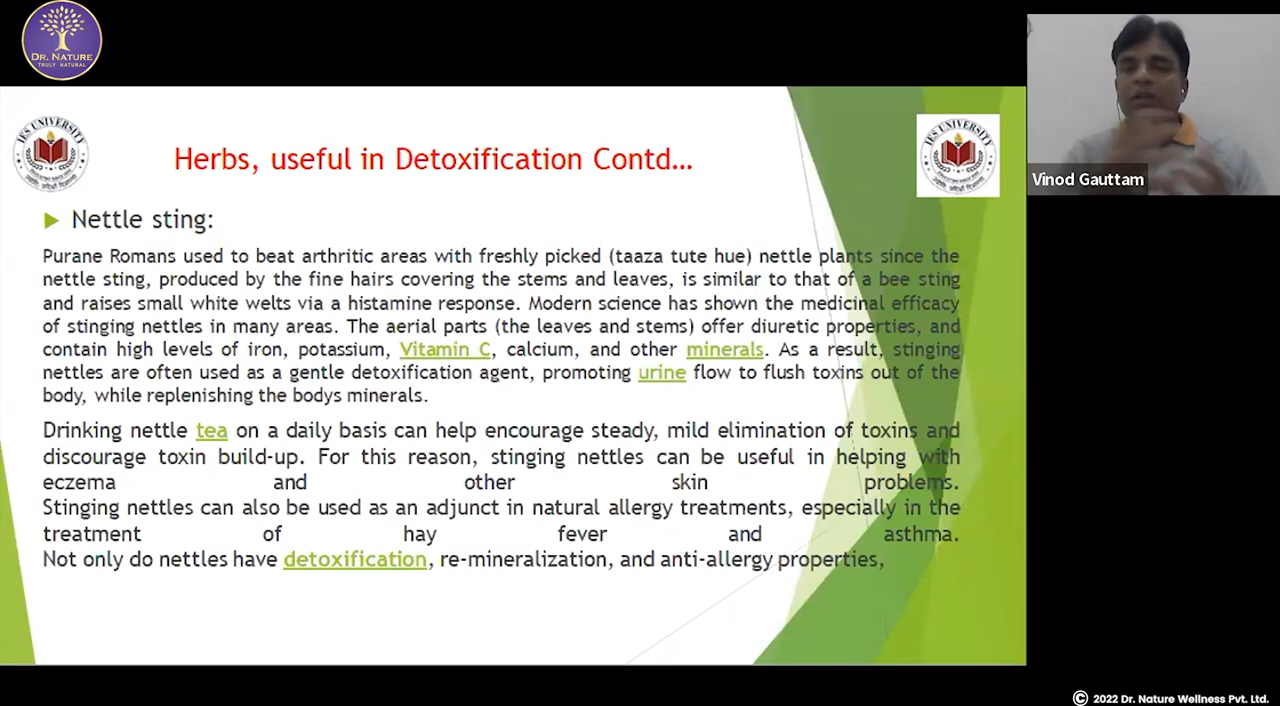 DR. NATURE
TRULY NATURAL
IES UNIVERSITY
IES UNIVERSITY
Herbs, useful in Detoxification Contd...
Vinod Gauttam
Nettle sting:
Purane Romans used to beat arthritic areas with freshly picked (taaza tute hue) nettle plants since the
nettle sting, produced by the fine hairs covering the stems and leaves, is similar to that of a bee sting
and raises small white welts via a histamine response. Modern science has shown the medicinal efficacy
of stinging nettles in many areas. The aerial parts (the leaves and stems) offer diuretic properties, and
contain high levels of iron, potassium, Vitamin C, calcium, and other minerals. As a result, stinging
nettles are often used as a gentle detoxification agent, promoting urine flow to flush toxins out of the
body, while replenishing the bodys minerals.
Drinking nettle tea on a daily basis can help encourage steady, mild elimination of toxins and
discourage toxin build-up. For this reason, stinging nettles can be useful in helping with
eczema and other skin problems.
Stinging nettles can also be used as an adjunct in natural allergy treatments, especially in the
treatment of hay fever and asthma.
Not only do nettles have detoxification, re-mineralization, and anti-allergy properties,
© 2022 Dr. Nature Wellness Pvt. Ltd.